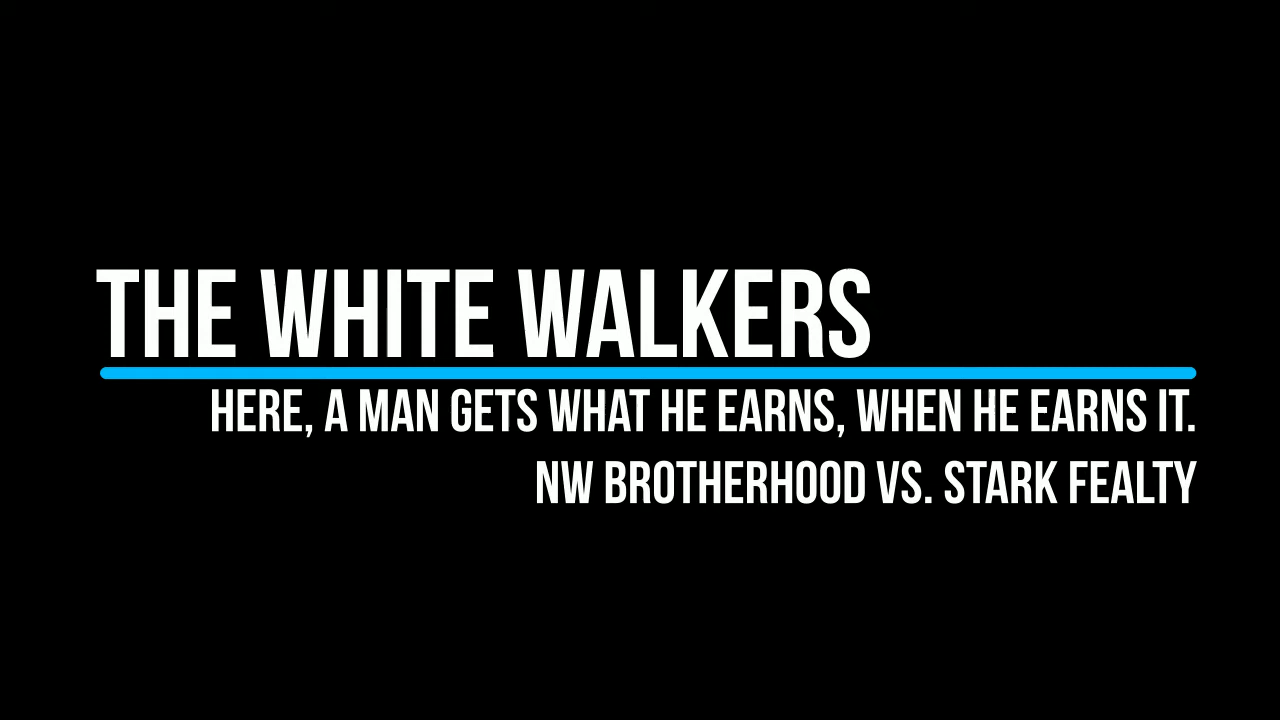 THE WHITE WALKERS
HERE, A MAN GETS WHAT HE EARNS, WHEN HE EARNS IT.
NW BROTHERHOOD VS. STARK FEALTY